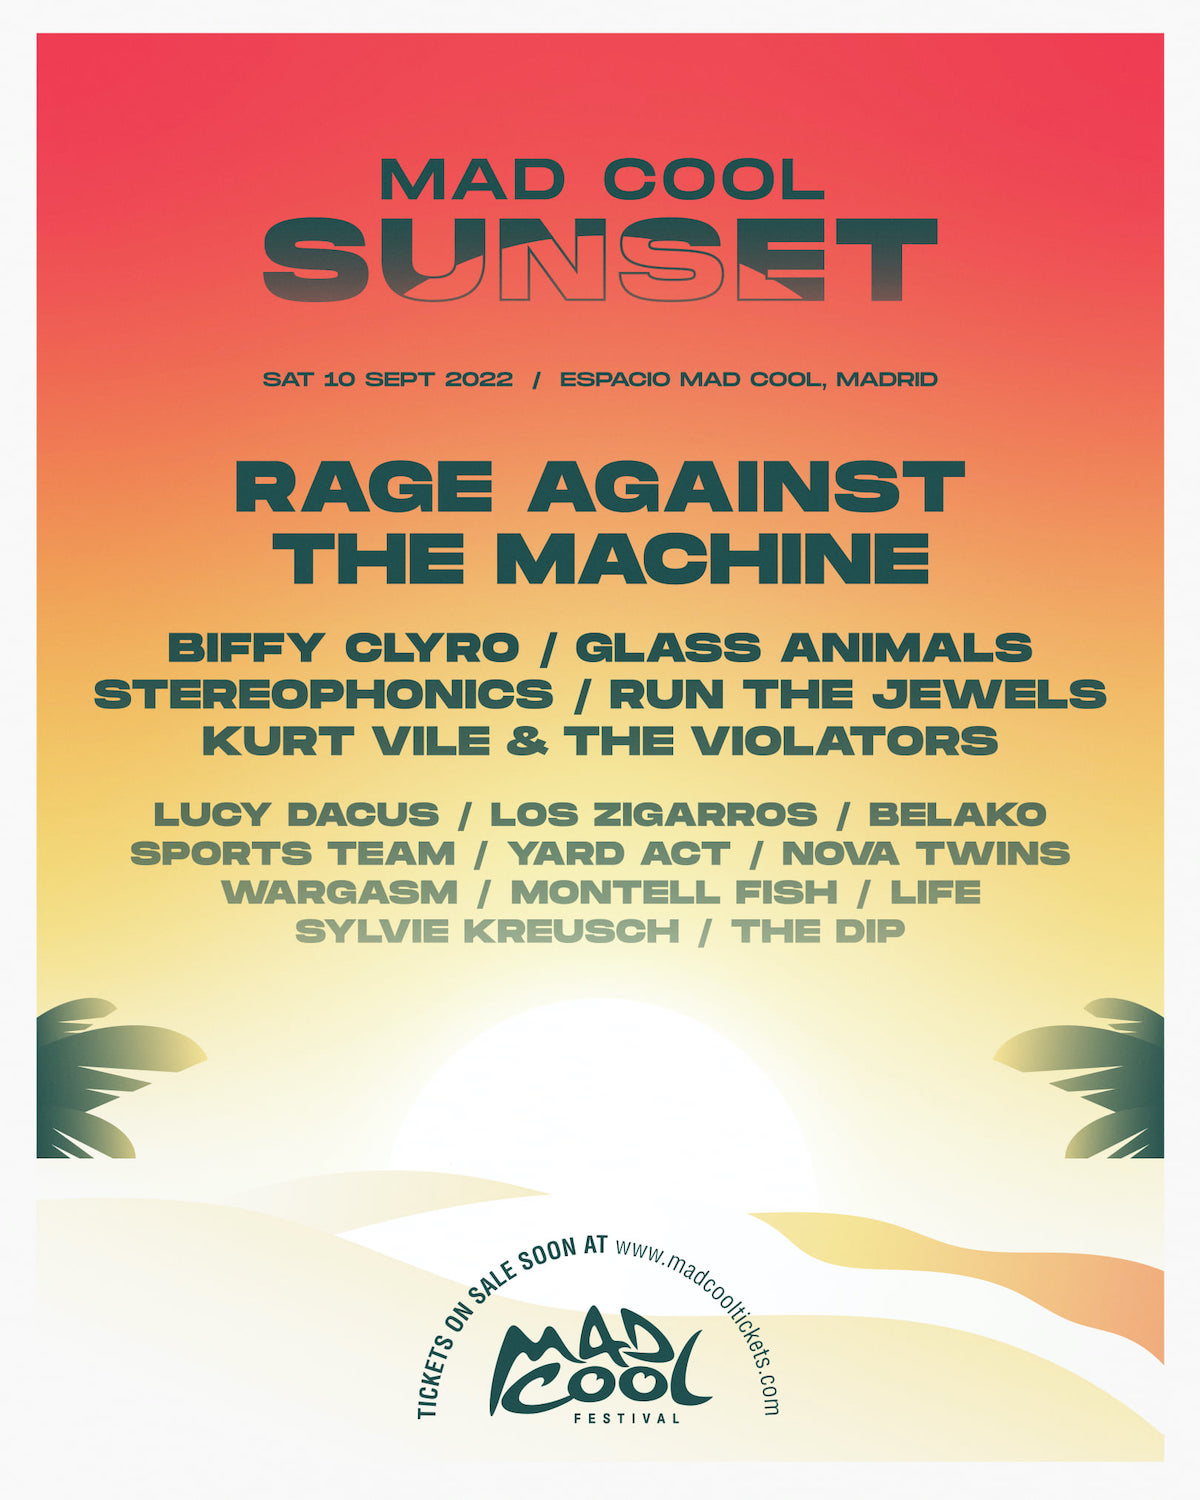 MAD COOL
SUNSET
SAT 10 SEPT 2022 / ESPACIO MAD COOL, MADRID
RAGE AGAINST
THE MACHINE
BIFFY CLYRO / GLASS ANIMALS
STEREOPHONICS / RUN THE JEWELS
KURT VILE & THE VIOLATORS
LUCY DACUS / LOS ZIGARROS / BELAKO
SPORTS TEAM / YARD ACT / NOVA TWINS
WARGASM / MONTELL FISH / LIFE
SYLVIE KREUSCH / THE DIP
TICKETS ON SALE SOON AT www.madcooltickets.com
MAD
COOL
FESTIVAL